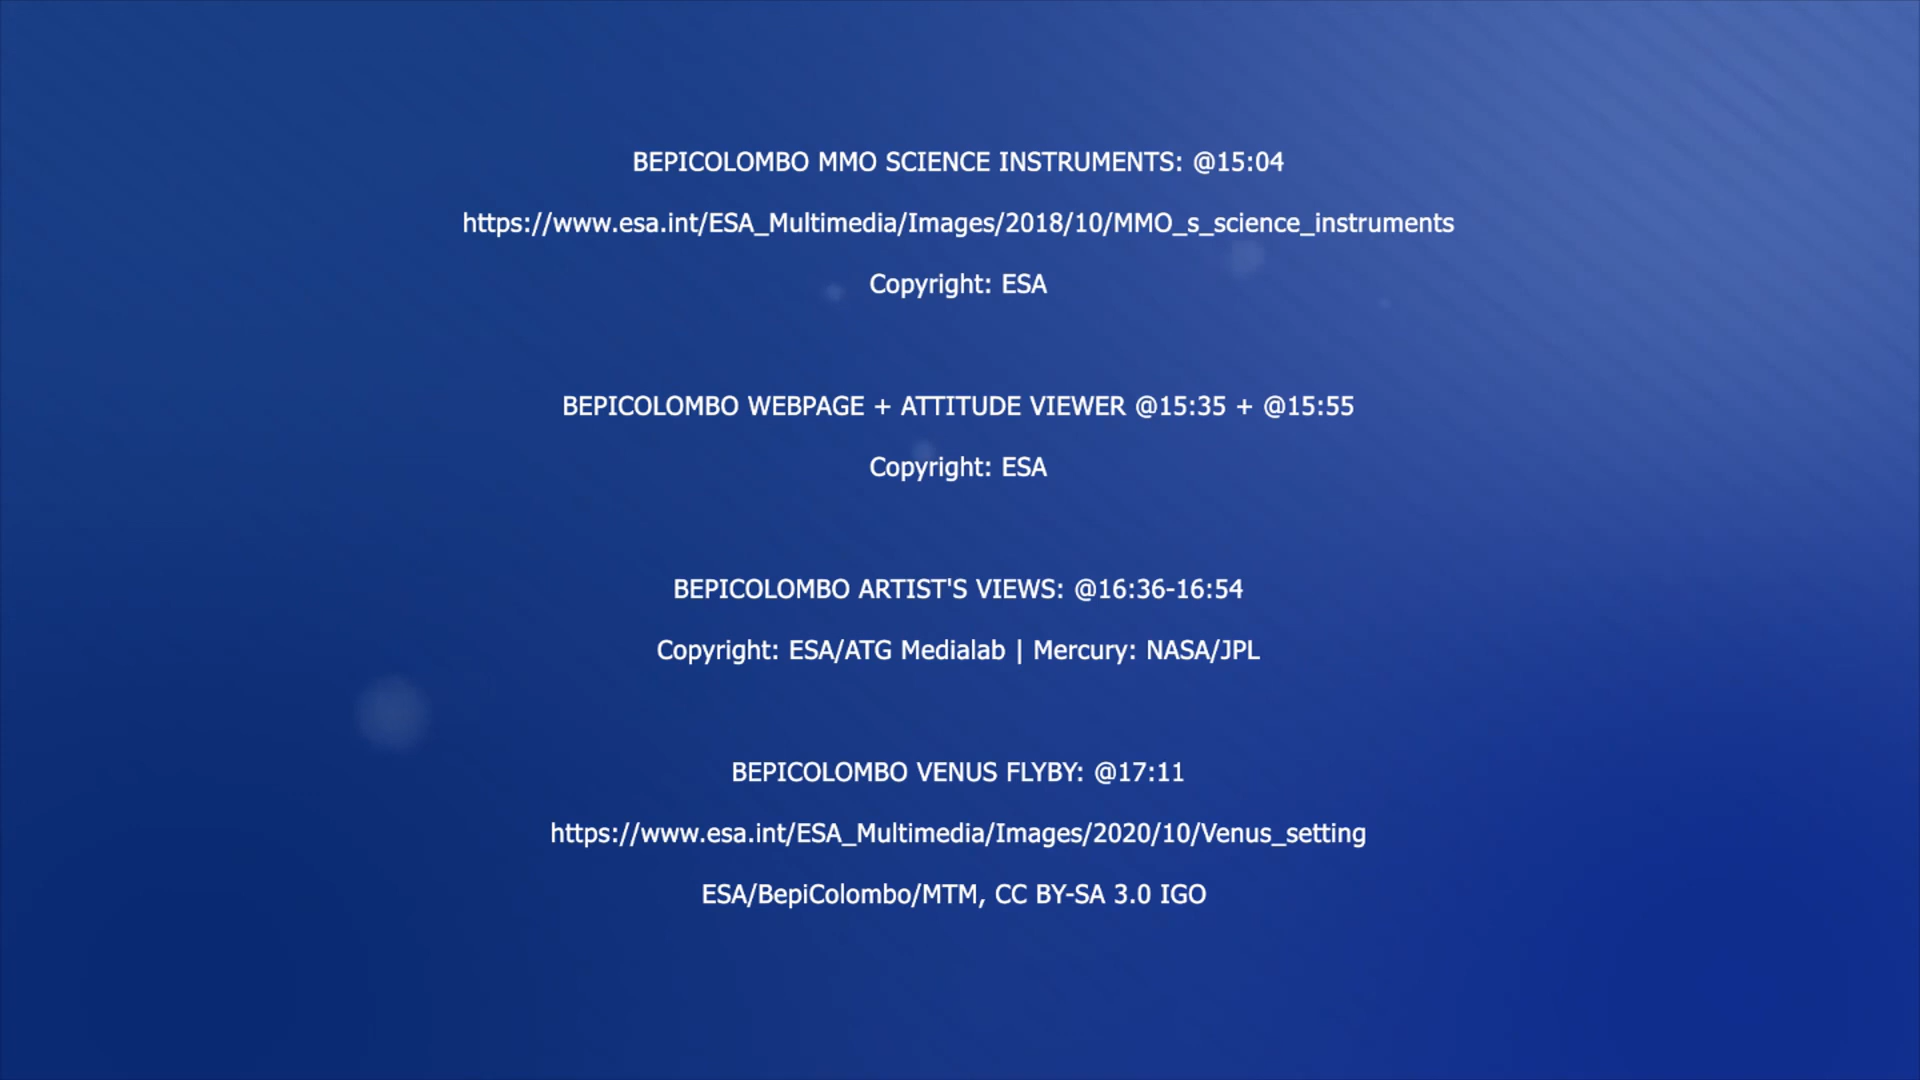 BEPICOLOMBO MMO SCIENCE INSTRUMENTS: @15:04
https://www.esa.int/ESA_Multimedia/Images/2018/10/MMO_s_science_instruments
Copyright: ESA
BEPICOLOMBO WEBPAGE + ATTITUDE VIEWER @15:35 + @15:55
Copyright: ESA
BEPICOLOMBO ARTIST'S VIEWS: @16:36-16:54
Copyright: ESA/ATG Medialab | Mercury: NASA/JPL
BEPICOLOMBO VENUS FLYBY: @17:11
https://www.esa.int/ESA_Multimedia/Images/2020/10/Venus_setting
ESA/BepiColombo/MTM, CC BY-SA 3.0 IGO